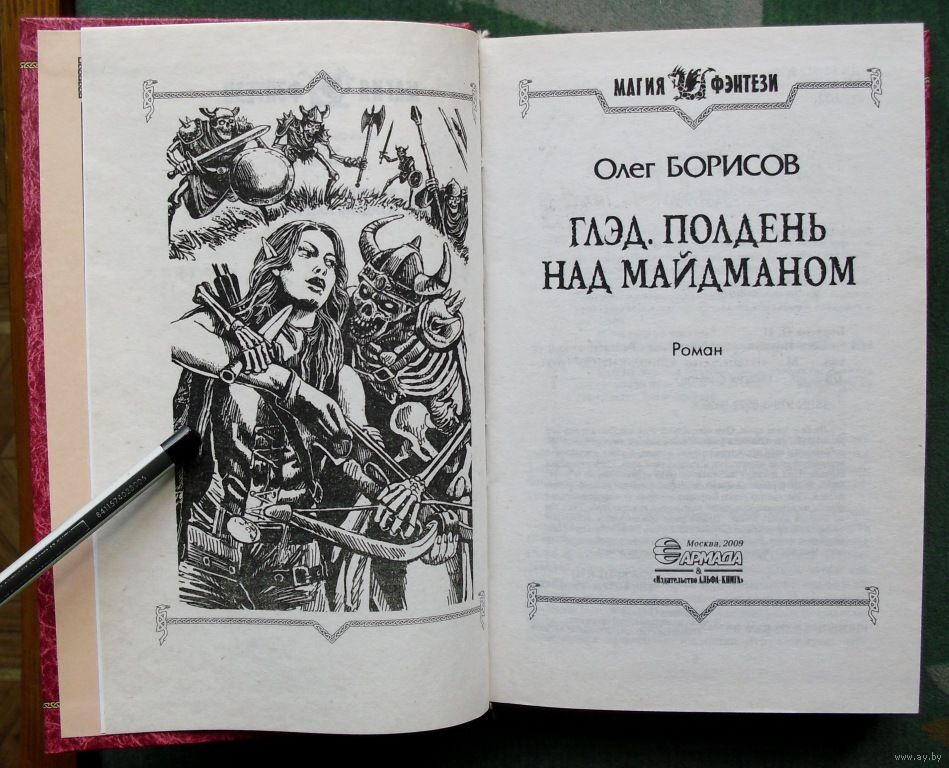 МАГИЯ ФЭНТЕЗИ
Олег БОРИСОВ
ГЛЭД. ПОЛДЕНЬ
НАД МАЙДМАНОМ
Роман
Москва, 2009
АРМАДА
&
«Издательство АЛЬФА-КНИГА»
www.ay.by